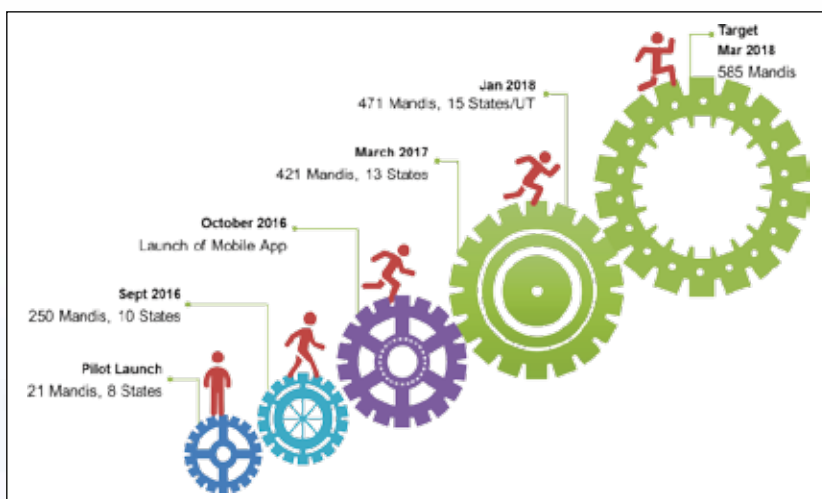 Target
Mar 2018
585 Mandis
Jan 2018
471 Mandis, 15 States/UT
March 2017
421 Mandis, 13 States
October 2016
Launch of Mobile App
Sept 2016
250 Mandis, 10 States
Pilot Launch
21 Mandis, 8 States